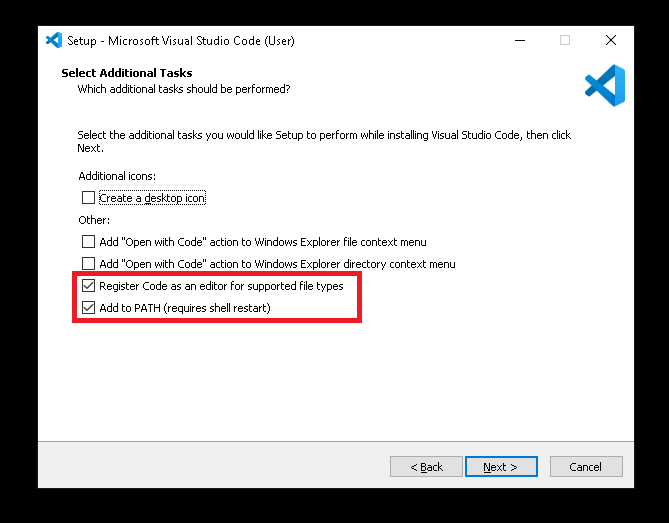 Setup - Microsoft Visual Studio Code (User)
Select Additional Tasks
Which additional tasks should be performed?
Select the additional tasks you would like Setup to perform while installing Visual Studio Code, then click
Next.
Additional icons:
Create a desktop icon
Other:
Add "Open with Code" action to Windows Explorer file context menu
Add "Open with Code" action to Windows Explorer directory context menu
Register Code as an editor for supported file types
Add to PATH (requires shell restart)
< Back Next > Cancel